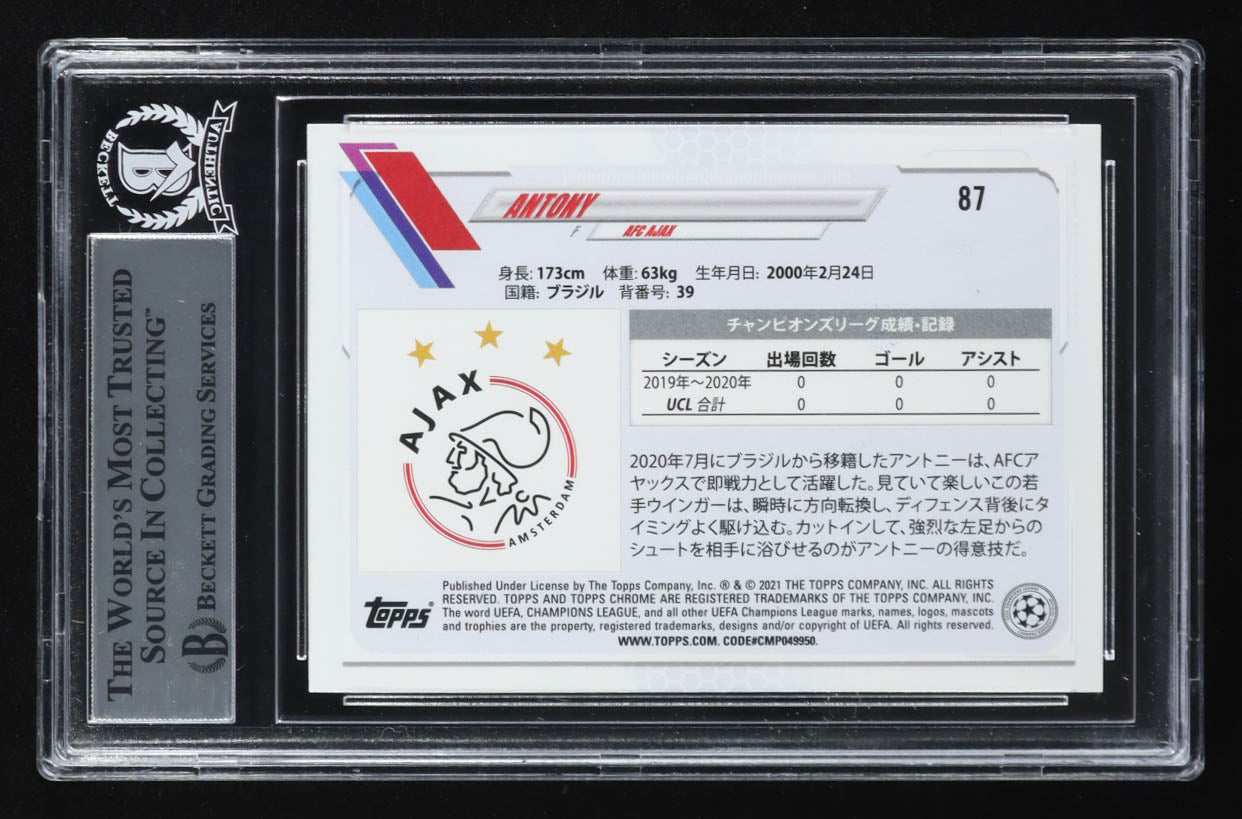 BECKETT
AUTHENTIC
B
THE WORLD'S MOST TRUSTED
SOURCE IN COLLECTING™
B BECKETT GRADING SERVICES
ANTONY
87
F AFC AJAX
身長: 173cm 体重: 63kg 生年月日: 2000年2月24日
国籍: ブラジル 背番号: 39
チャンピオンズリーグ成績・記録
シーズン 出場回数 ゴール アシスト
2019年〜2020年 0 0 0
UCL 合計 0 0 0
AJAX
AMSTERDAM
2020年7月にブラジルから移籍したアントニーは、AFCア
ヤックスで即戦力として活躍した。見ていて楽しいこの若
手ウインガーは、瞬時に方向転換し、ディフェンス背後にタ
イミングよく駆け込む。カットインして、強烈な左足からの
シュートを相手に浴びせるのがアントニーの得意技だ。
topps®
Published Under License by The Topps Company, Inc. ® & © 2021 THE TOPPS COMPANY, INC. ALL RIGHTS
RESERVED. TOPPS AND TOPPS CHROME ARE REGISTERED TRADEMARKS OF THE TOPPS COMPANY, INC.
The word UEFA, CHAMPIONS LEAGUE, and all other UEFA Champions League marks, names, logos, mascots
and trophies are the property, registered trademarks, designs and/or copyright of UEFA. All rights reserved.
WWW.TOPPS.COM. CODE#CMP049950.